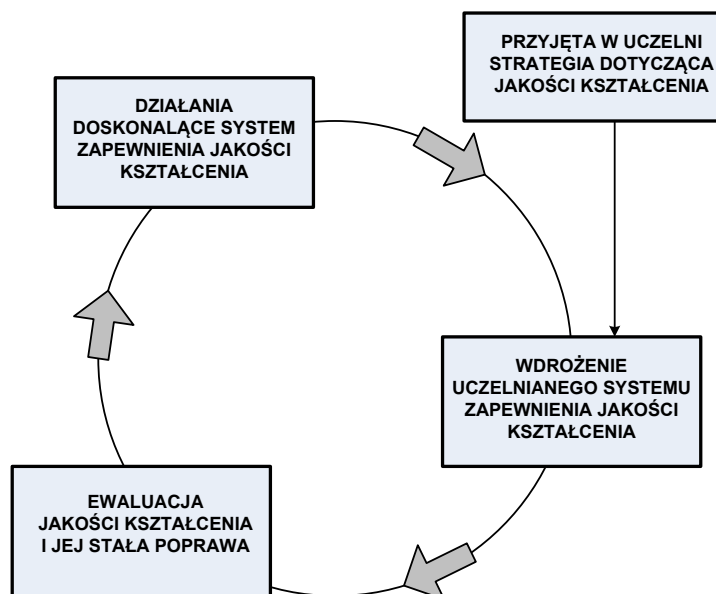 PRZYJĘTA W UCZELNI
STRATEGIA DOTYCZĄCA
JAKOŚCI KSZTAŁCENIA
DZIAŁANIA
DOSKONALĄCE SYSTEM
ZAPEWNIENIA JAKOŚCI
KSZTAŁCENIA
WDROŻENIE
UCZELNIANEGO SYSTEMU
ZAPEWNIENIA JAKOŚCI
KSZTAŁCENIA
EWALUACJA
JAKOŚCI KSZTAŁCENIA
I JEJ STAŁA POPRAWA